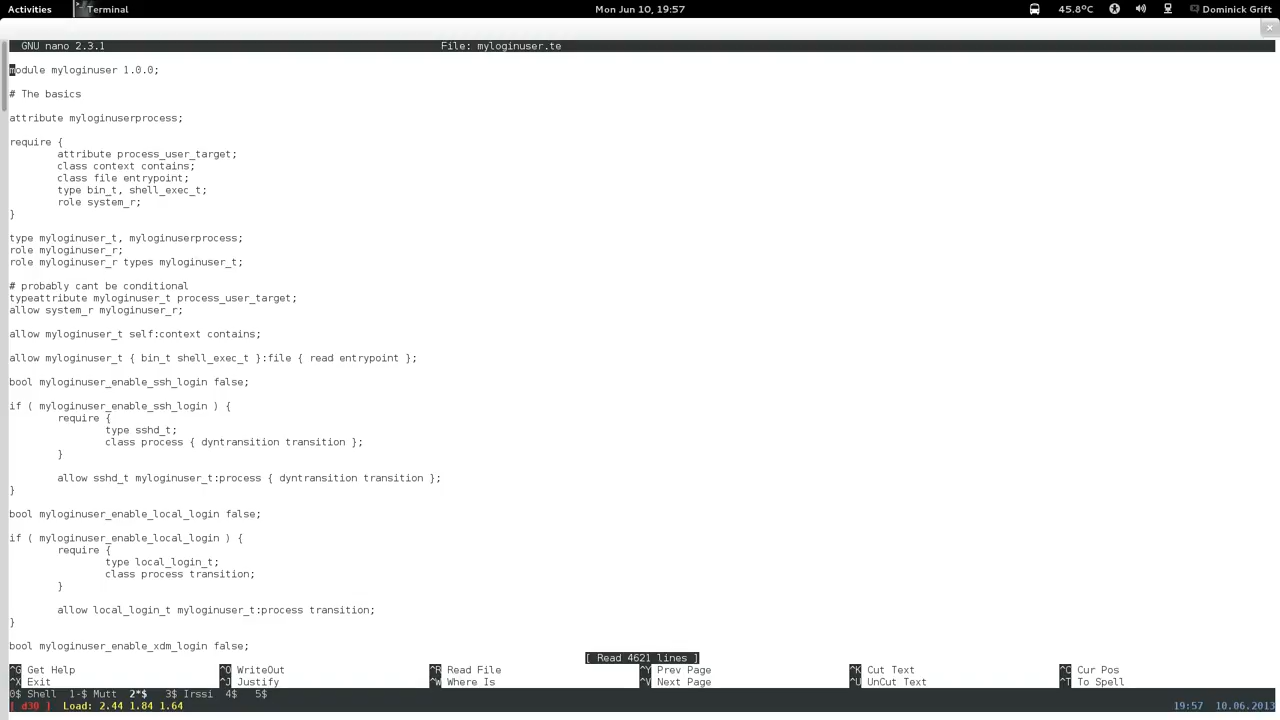 Activities Terminal Mon Jun 10, 19:57 45.8°C Dominick Grift
GNU nano 2.3.1 File: myloginuser.te
module myloginuser 1.0.0;
# The basics
attribute myloginuserprocess;
require {
attribute process_user_target;
class context contains;
class file entrypoint;
type bin_t, shell_exec_t;
role system_r;
}
type myloginuser_t, myloginuserprocess;
role myloginuser_r;
role myloginuser_r types myloginuser_t;
# probably cant be conditional
typeattribute myloginuser_t process_user_target;
allow system_r myloginuser_r;
allow myloginuser_t self:context contains;
allow myloginuser_t { bin_t shell_exec_t }:file { read entrypoint };
bool myloginuser_enable_ssh_login false;
if ( myloginuser_enable_ssh_login ) {
require {
type sshd_t;
class process { dyntransition transition };
}
allow sshd_t myloginuser_t:process { dyntransition transition };
}
bool myloginuser_enable_local_login false;
if ( myloginuser_enable_local_login ) {
require {
type local_login_t;
class process transition;
}
allow local_login_t myloginuser_t:process transition;
}
bool myloginuser_enable_xdm_login false;
[ Read 4621 lines ]
^G Get Help ^O WriteOut ^R Read File ^Y Prev Page ^K Cut Text ^C Cur Pos
^X Exit ^J Justify ^W Where Is ^V Next Page ^U UnCut Text ^T To Spell
0$ Shell 1-$ Mutt 2*$ 3$ Irssi 4$ 5$
[ d30 ] Load: 2.44 1.84 1.64 19:57 10.06.2013